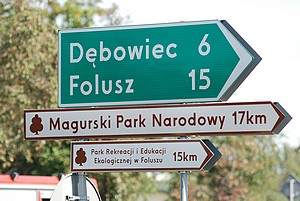 Dębowiec 6
Folusz 15
Magurski Park Narodowy 17km
Park Rekreacji i Edukacji
Ekologicznej w Foluszu 15km